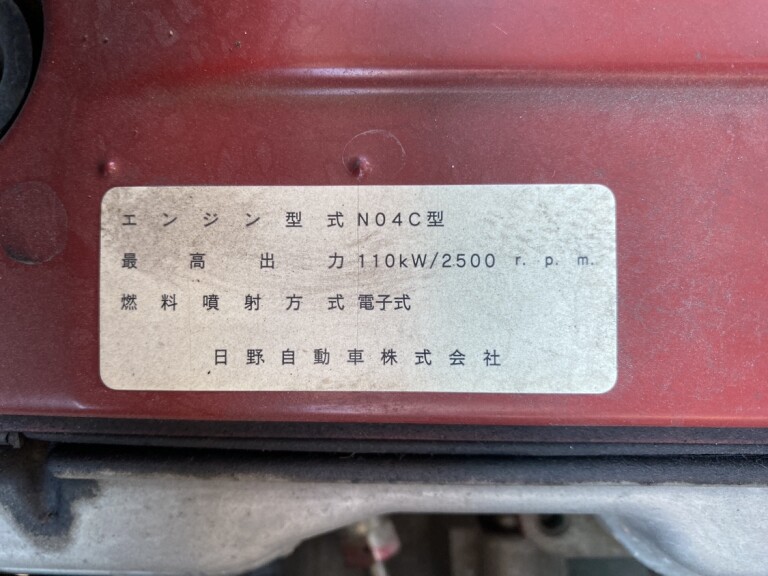 エンジン型式 N04C型
最高出力 110kW/2500 r. p. m.
燃料噴射方式 電子式
日野自動車株式会社